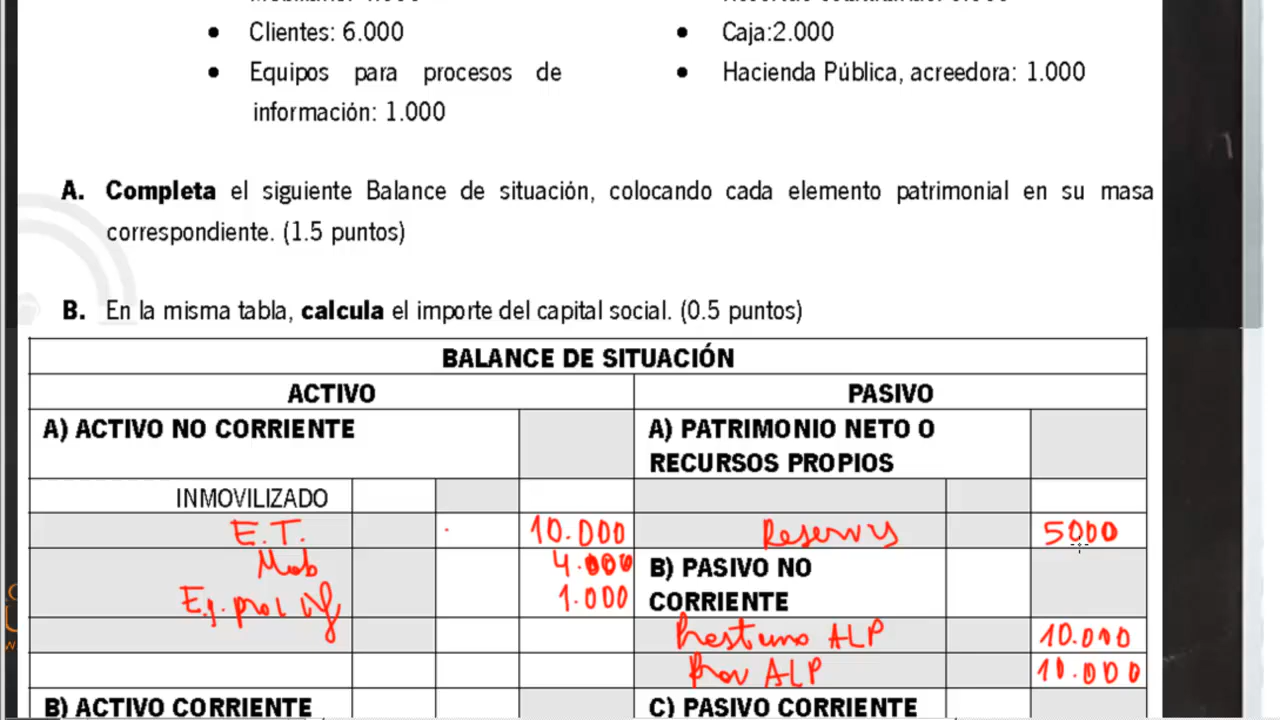 Clientes: 6.000
Equipos para procesos de
información: 1.000
Caja:2.000
Hacienda Pública, acreedora: 1.000
A. Completa el siguiente Balance de situación, colocando cada elemento patrimonial en su masa
correspondiente. (1.5 puntos)
B. En la misma tabla, calcula el importe del capital social. (0.5 puntos)
BALANCE DE SITUACIÓN
ACTIVO PASIVO
A) ACTIVO NO CORRIENTE
A) PATRIMONIO NETO O
RECURSOS PROPIOS
INMOVILIZADO
E.T. 10.000
Reservas 5000
Mob 4.000
B) PASIVO NO
CORRIENTE
1.000
ALP 10.000
Prov ALP 10.000
B) ACTIVO CORRIENTE C) PASIVO CORRIENTE